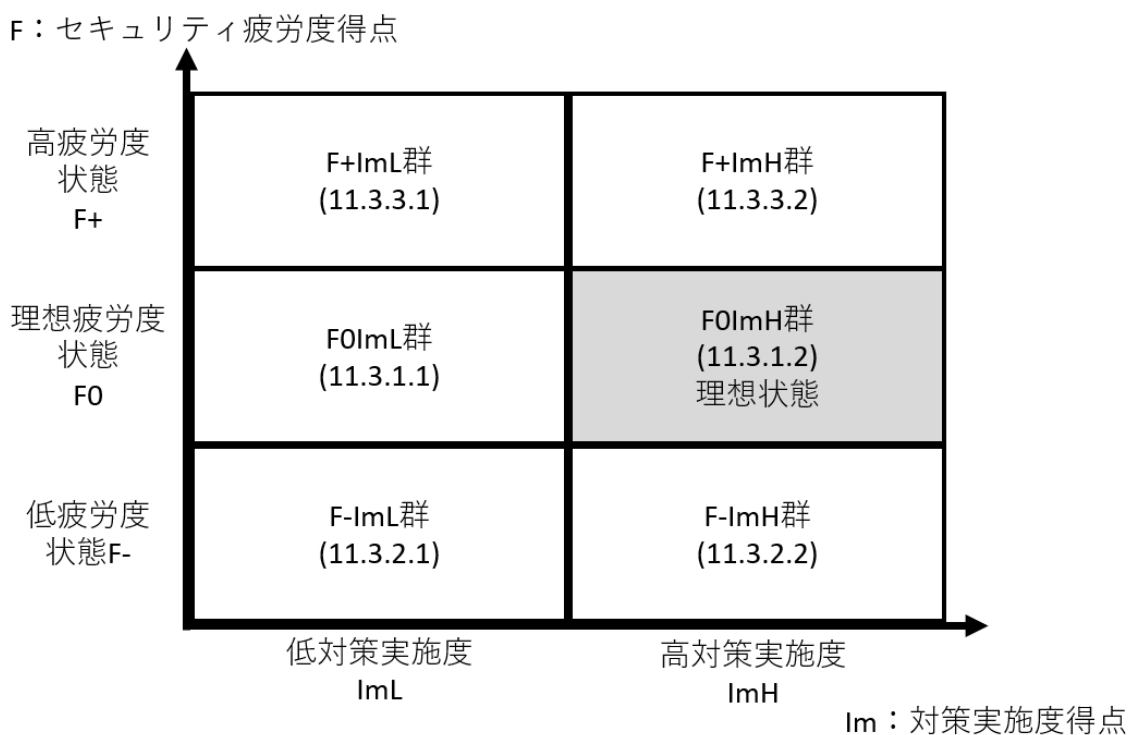 F：セキュリティ疲労度得点
高疲労度
状態
F+
F+ImL群
(11.3.3.1)
F+ImH群
(11.3.3.2)
理想疲労度
状態
F0
F0ImL群
(11.3.1.1)
F0ImH群
(11.3.1.2)
理想状態
低疲労度
状態F-
F-ImL群
(11.3.2.1)
F-ImH群
(11.3.2.2)
低対策実施度
ImL
高対策実施度
ImH
Im：対策実施度得点